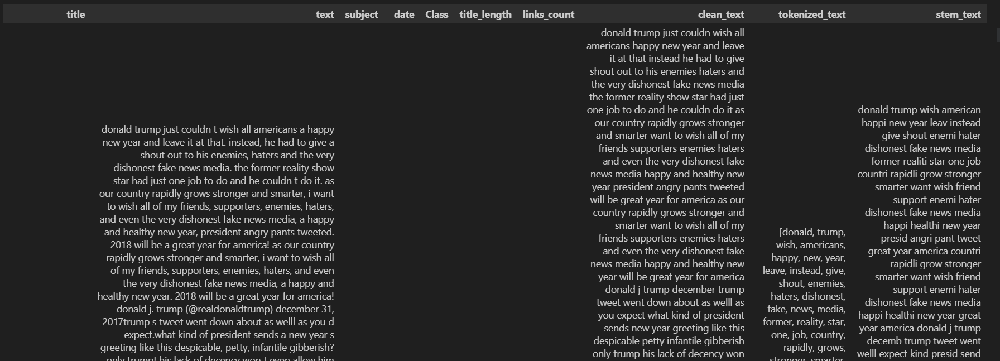 title text subject date Class title_length links_count clean_text tokenized_text stem_text
donald trump just couldn t wish all americans a happy
new year and leave it at that. instead, he had to give a
shout out to his enemies, haters and the very
dishonest fake news media. the former reality show
star had just one job to do and he couldn t do it. as
our country rapidly grows stronger and smarter, i want
to wish all of my friends, supporters, enemies, haters,
and even the very dishonest fake news media, a happy
and healthy new year, president angry pants tweeted.
2018 will be a great year for america! as our country
rapidly grows stronger and smarter, i want to wish all
of my friends, supporters, enemies, haters, and even
the very dishonest fake news media, a happy and
healthy new year. 2018 will be a great year for america!
donald j. trump (@realdonaldtrump) december 31,
2017trump s tweet went down about as welll as you d
expect.what kind of president sends a new year s
greeting like this despicable, petty, infantile gibberish?
only trump! his lack of decency won t even allow him
donald trump just couldn wish all
americans happy new year and leave
it at that instead he had to give
shout out to his enemies haters and
the very dishonest fake news media
the former reality show star had just
one job to do and he couldn do it as
our country rapidly grows stronger
and smarter want to wish all of my
friends supporters enemies haters
and even the very dishonest fake
news media happy and healthy new
year president angry pants tweeted
will be great year for america as our
country rapidly grows stronger and
smarter want to wish all of my
friends supporters enemies haters
and even the very dishonest fake
news media happy and healthy new
year will be great year for america
donald j trump december trump
tweet went down about as welll as
you expect what kind of president
sends new year greeting like this
despicable petty infantile gibberish
only trump his lack of decency won
[donald, trump,
wish, americans,
happy, new, year,
leave, instead, give,
shout, enemies,
haters, dishonest,
fake, news, media,
former, reality, star,
one, job, country,
rapidly, grows,
stronger, smarter,
donald trump wish american
happi new year leav instead
give shout enemi hater
dishonest fake news media
former realiti star one job
countri rapidli grow stronger
smarter want wish friend
support enemi hater
dishonest fake news media
happi healthi new year
presid angri pant tweet
great year america countri
rapidli grow stronger
smarter want wish friend
support enemi hater
dishonest fake news media
happi healthi new year great
year america donald j trump
decemb trump tweet went
welll expect kind presid send